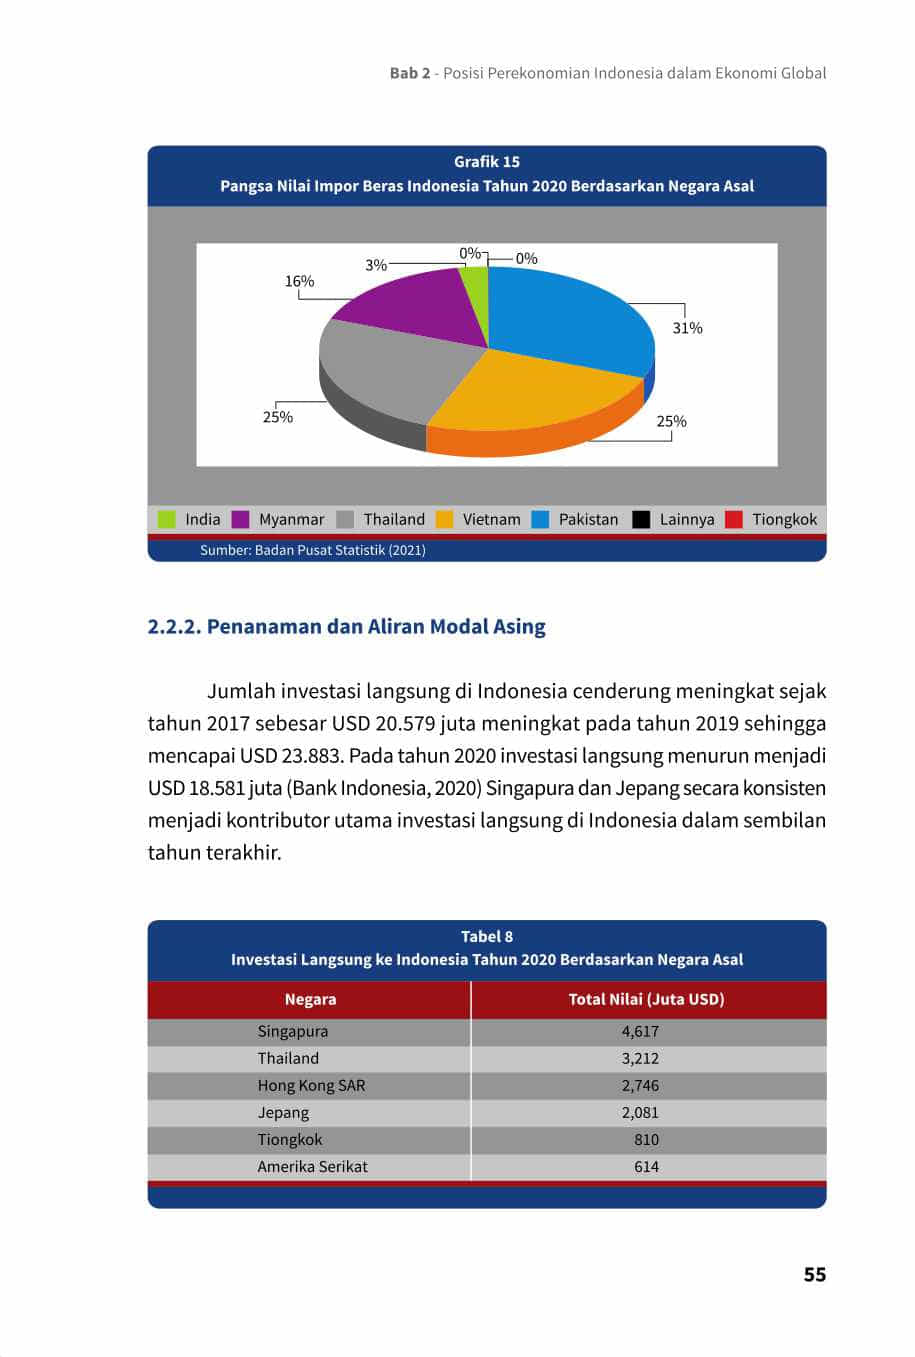 Bab 2 - Posisi Perekonomian Indonesia dalam Ekonomi Global
Grafik 15
Pangsa Nilai Impor Beras Indonesia Tahun 2020 Berdasarkan Negara Asal
0%
0%
3%
16%
31%
25%
25%
India Myanmar Thailand Vietnam Pakistan Lainnya Tiongkok
Sumber: Badan Pusat Statistik (2021)
2.2.2. Penanaman dan Aliran Modal Asing
Jumlah investasi langsung di Indonesia cenderung meningkat sejak
tahun 2017 sebesar USD 20.579 juta meningkat pada tahun 2019 sehingga
mencapai USD 23.883. Pada tahun 2020 investasi langsung menurun menjadi
USD 18.581 juta (Bank Indonesia, 2020) Singapura dan Jepang secara konsisten
menjadi kontributor utama investasi langsung di Indonesia dalam sembilan
tahun terakhir.
Tabel 8
Investasi Langsung ke Indonesia Tahun 2020 Berdasarkan Negara Asal
Negara Total Nilai (Juta USD)
Singapura 4,617
Thailand 3,212
Hong Kong SAR 2,746
Jepang 2,081
Tiongkok 810
Amerika Serikat 614
55